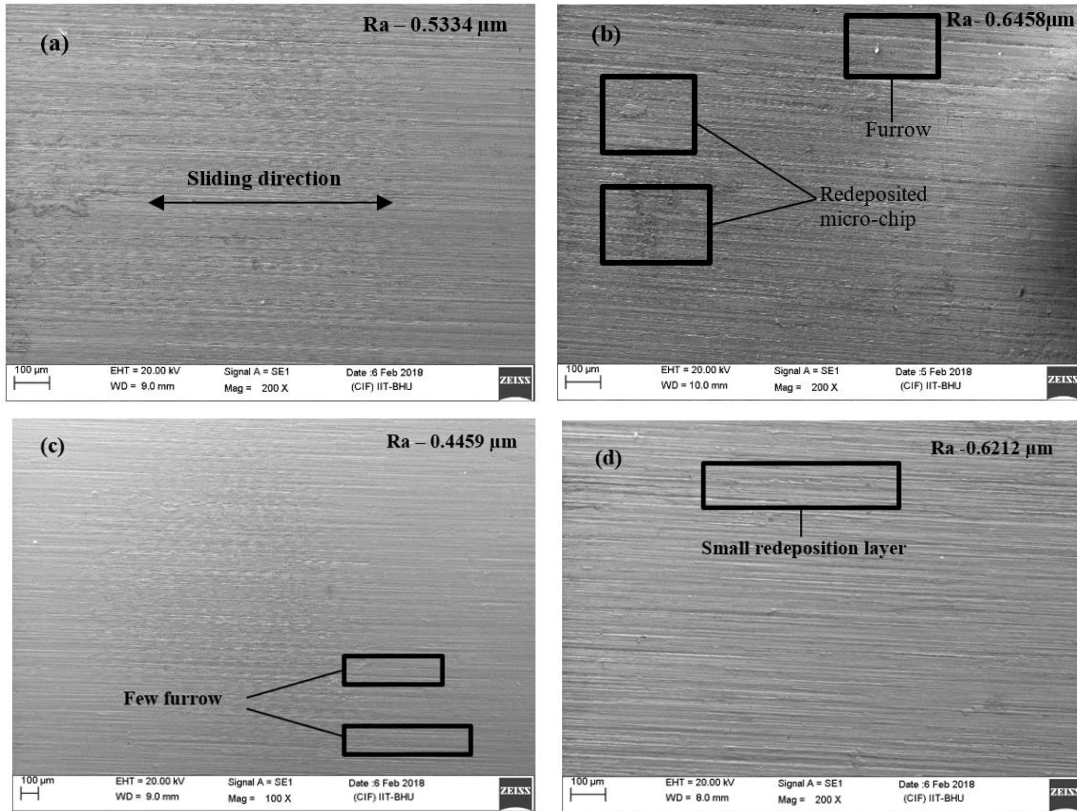 (a)
Ra – 0.5334 µm
Sliding direction
100 µm
EHT = 20.00 kV
WD = 9.0 mm
Signal A = SE1
Mag = 200 X
Date :6 Feb 2018
(CIF) IIT-BHU
ZEISS
(b)
Ra- 0.6458µm
Furrow
Redeposited
micro-chip
100 µm
EHT = 20.00 kV
WD = 10.0 mm
Signal A = SE1
Mag = 200 X
Date :5 Feb 2018
(CIF) IIT-BHU
ZEISS
(c)
Ra – 0.4459 µm
Few furrow
100 µm
EHT = 20.00 kV
WD = 9.0 mm
Signal A = SE1
Mag = 100 X
Date :6 Feb 2018
(CIF) IIT-BHU
ZEISS
(d)
Ra -0.6212 µm
Small redeposition layer
100 µm
EHT = 20.00 kV
WD = 8.0 mm
Signal A = SE1
Mag = 200 X
Date :6 Feb 2018
(CIF) IIT-BHU
ZEISS